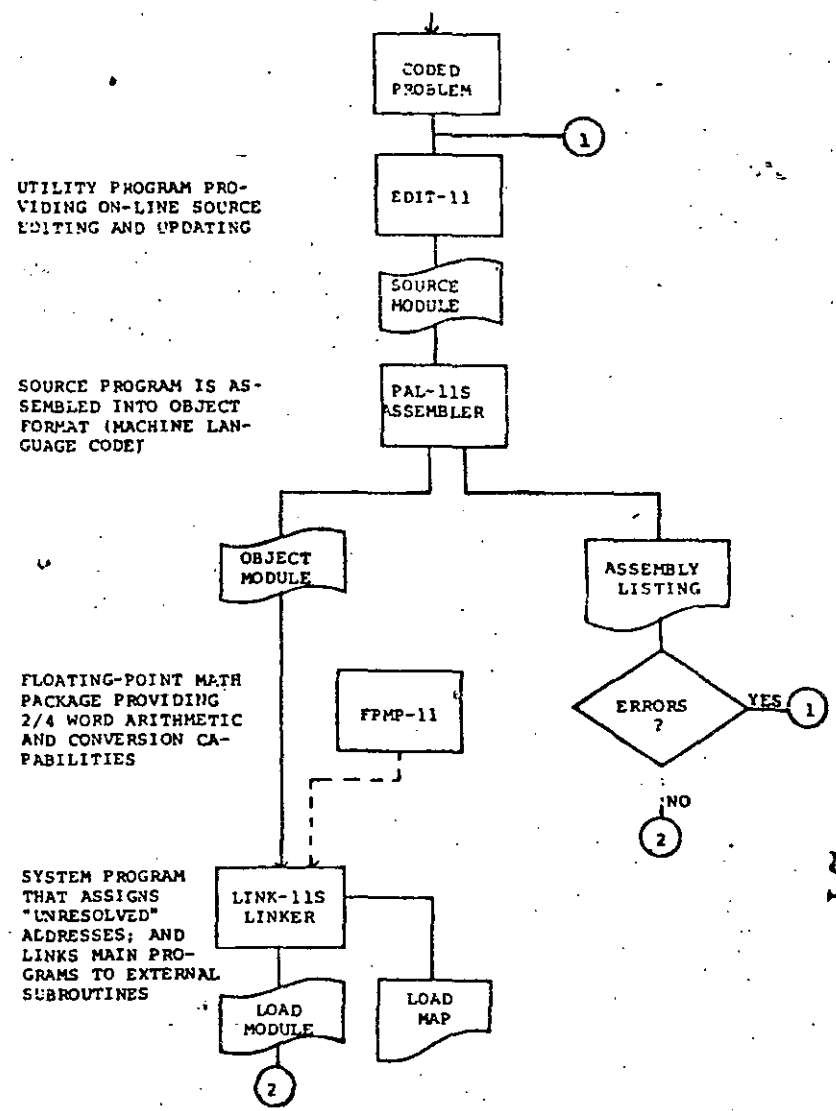 CODED
PROBLEM
1
UTILITY PROGRAM PRO-
VIDING ON-LINE SOURCE
EDITING AND UPDATING
EDIT-11
SOURCE
MODULE
SOURCE PROGRAM IS AS-
SEMBLED INTO OBJECT
FORMAT (MACHINE LAN-
GUAGE CODE)
PAL-11S
ASSEMBLER
OBJECT
MODULE
ASSEMBLY
LISTING
FLOATING-POINT MATH
PACKAGE PROVIDING
2/4 WORD ARITHMETIC
AND CONVERSION CA-
PABILITIES
FPMP-11
ERRORS
?
YES
1
NO
2
SYSTEM PROGRAM
THAT ASSIGNS
"UNRESOLVED"
ADDRESSES; AND
LINKS MAIN PRO-
GRAMS TO EXTERNAL
SUBROUTINES
LINK-11S
LINKER
LOAD
MODULE
LOAD
MAP
2